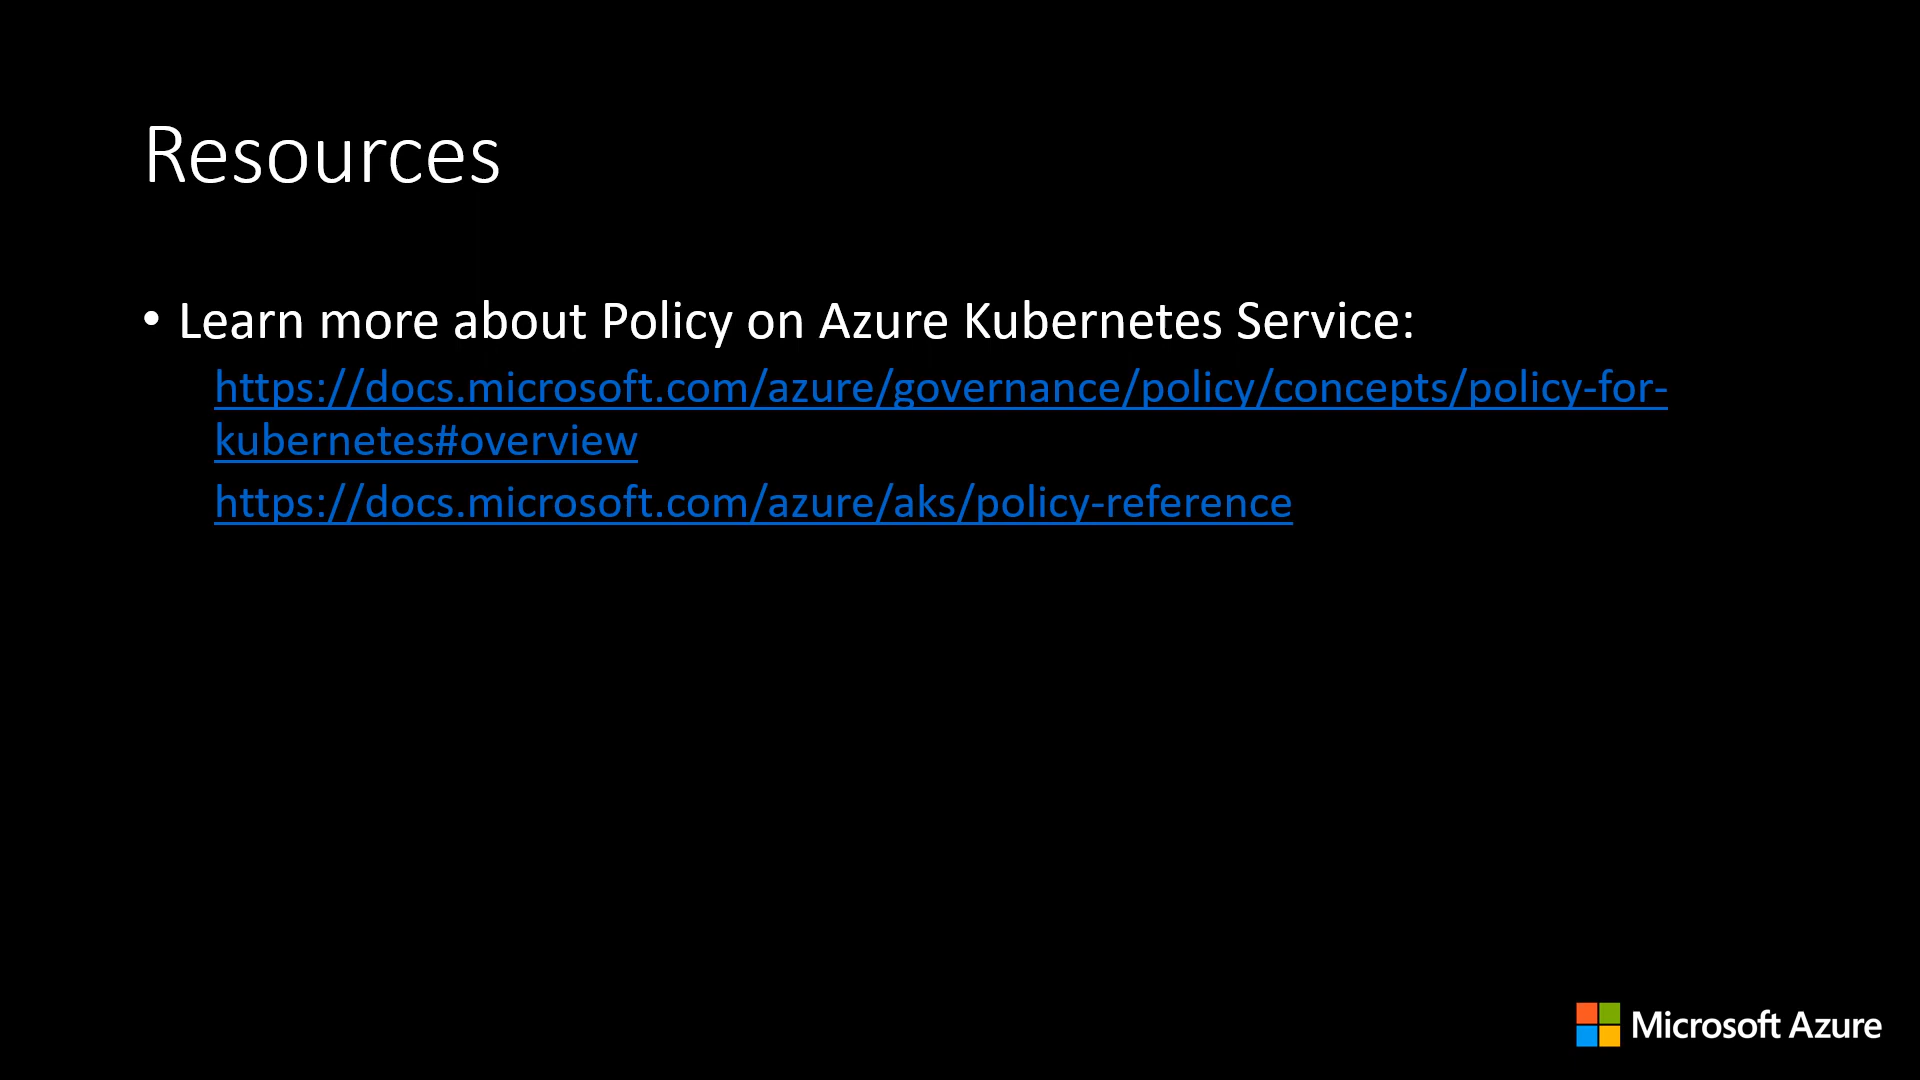 Resources
• Learn more about Policy on Azure Kubernetes Service:
https://docs.microsoft.com/azure/governance/policy/concepts/policy-for-
kubernetes#overview
https://docs.microsoft.com/azure/aks/policy-reference
Microsoft Azure